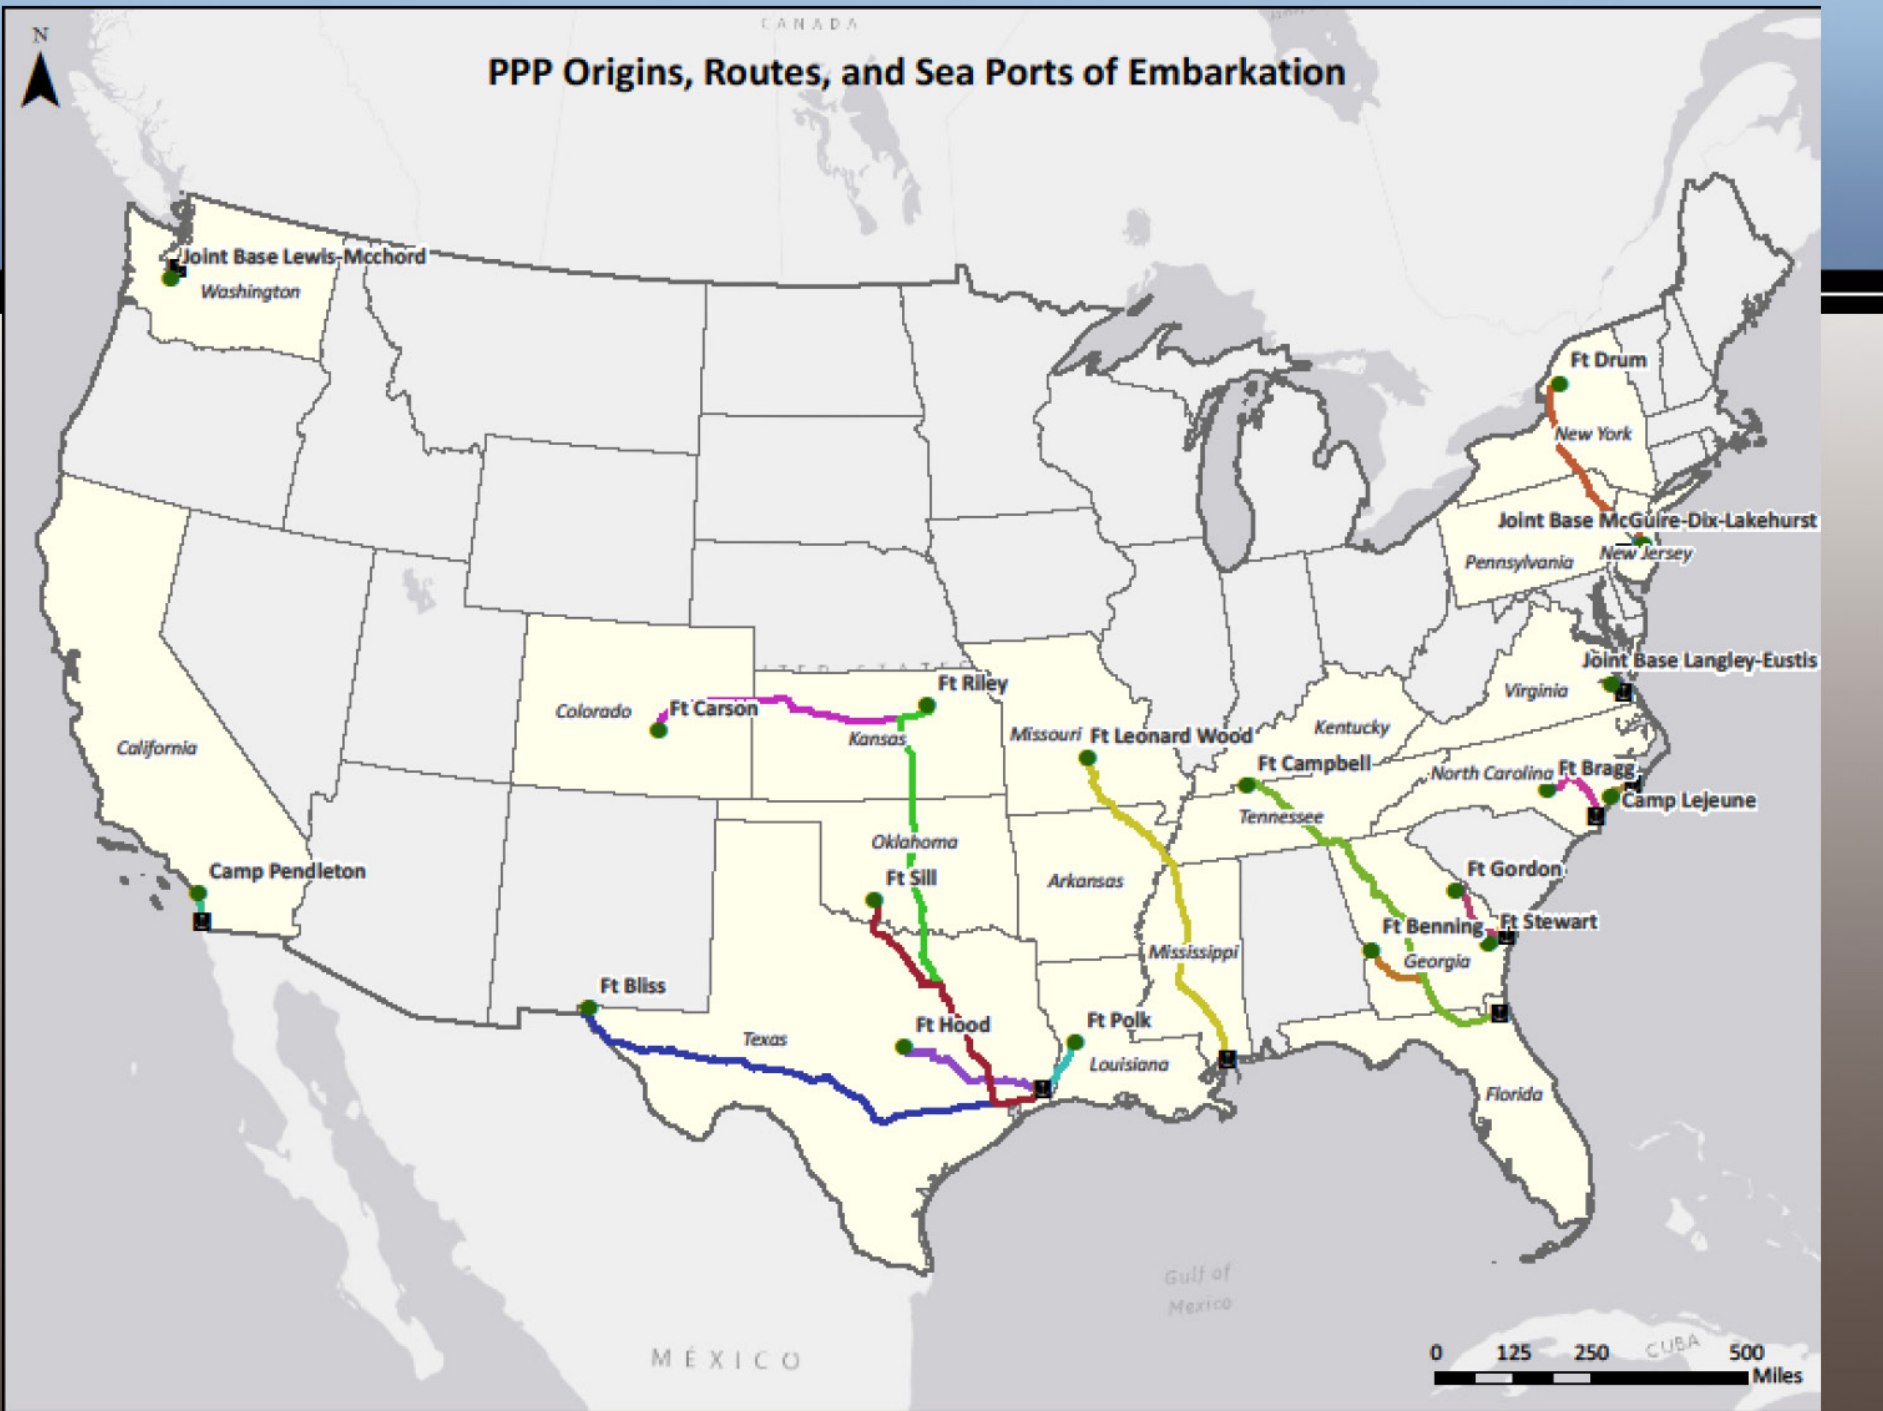 CANADA
N
PPP Origins, Routes, and Sea Ports of Embarkation
Joint Base Lewis-Mcchord
Washington
Ft Drum
New York
Joint Base McGuire-Dix-Lakehurst
New Jersey
Pennsylvania
Joint Base Langley-Eustis
Virginia
Ft Riley
Ft Carson
Colorado
Kansas
Missouri
Ft Leonard Wood
Kentucky
Ft Campbell
North Carolina
Ft Bragg
Camp Lejeune
California
Tennessee
Oklahoma
Ft Sill
Arkansas
Camp Pendleton
Ft Gordon
Ft Benning
Ft Stewart
Georgia
Mississippi
Ft Bliss
Ft Hood
Ft Polk
Texas
Louisiana
Florida
Gulf of
Mexico
MÉXICO
CUBA
0 125 250 500
Miles